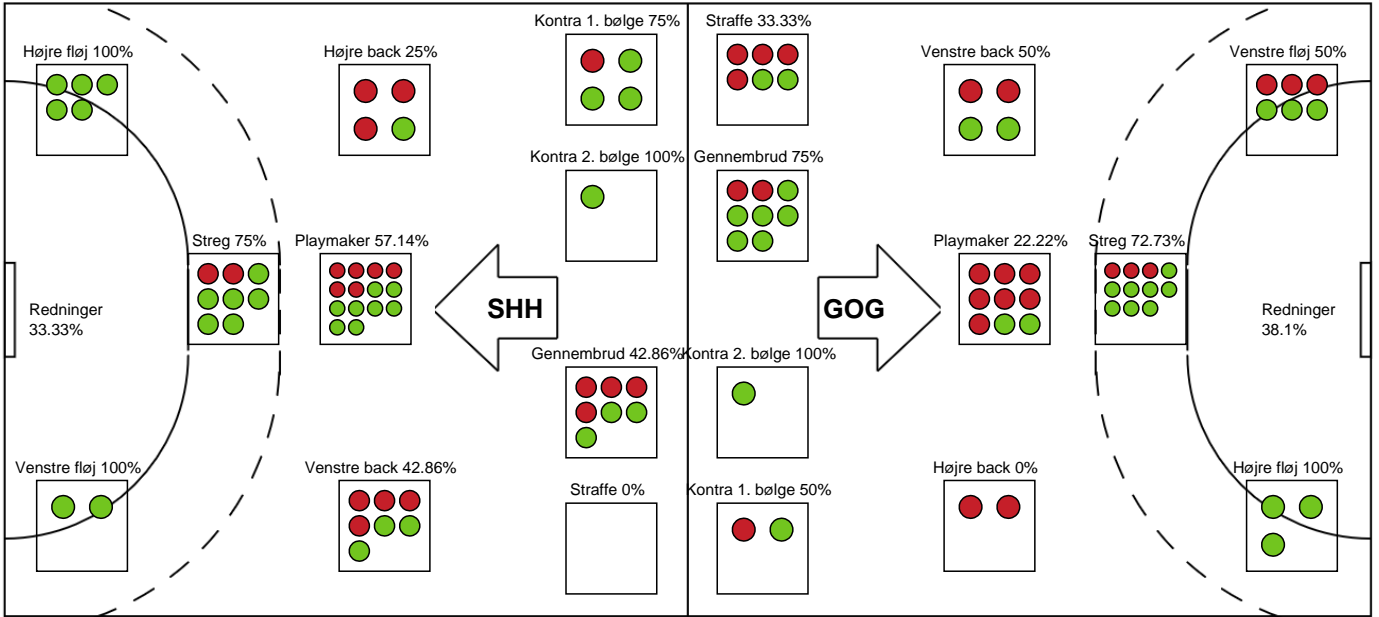 Kontra 1. bølge 75%
Straffe 33.33%
Højre fløj 100%
Højre back 25%
Venstre back 50%
Venstre fløj 50%
Kontra 2. bølge 100%
Gennembrud 75%
Streg 75%
Playmaker 57.14%
Playmaker 22.22%
Streg 72.73%
Redninger
33.33%
SHH
GOG
Redninger
38.1%
Gennembrud 42.86%
Kontra 2. bølge 100%
Venstre fløj 100%
Venstre back 42.86%
Straffe 0%
Kontra 1. bølge 50%
Højre back 0%
Højre fløj 100%